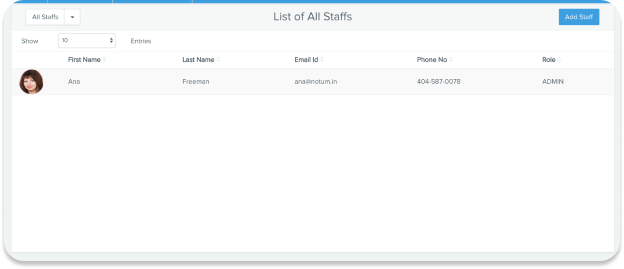 All Staffs List of All Staffs Add Staff
Show 10 Entries
First Name Last Name Email Id Phone No Role
Ana Freeman ana@notum.in 404-587-0078 ADMIN